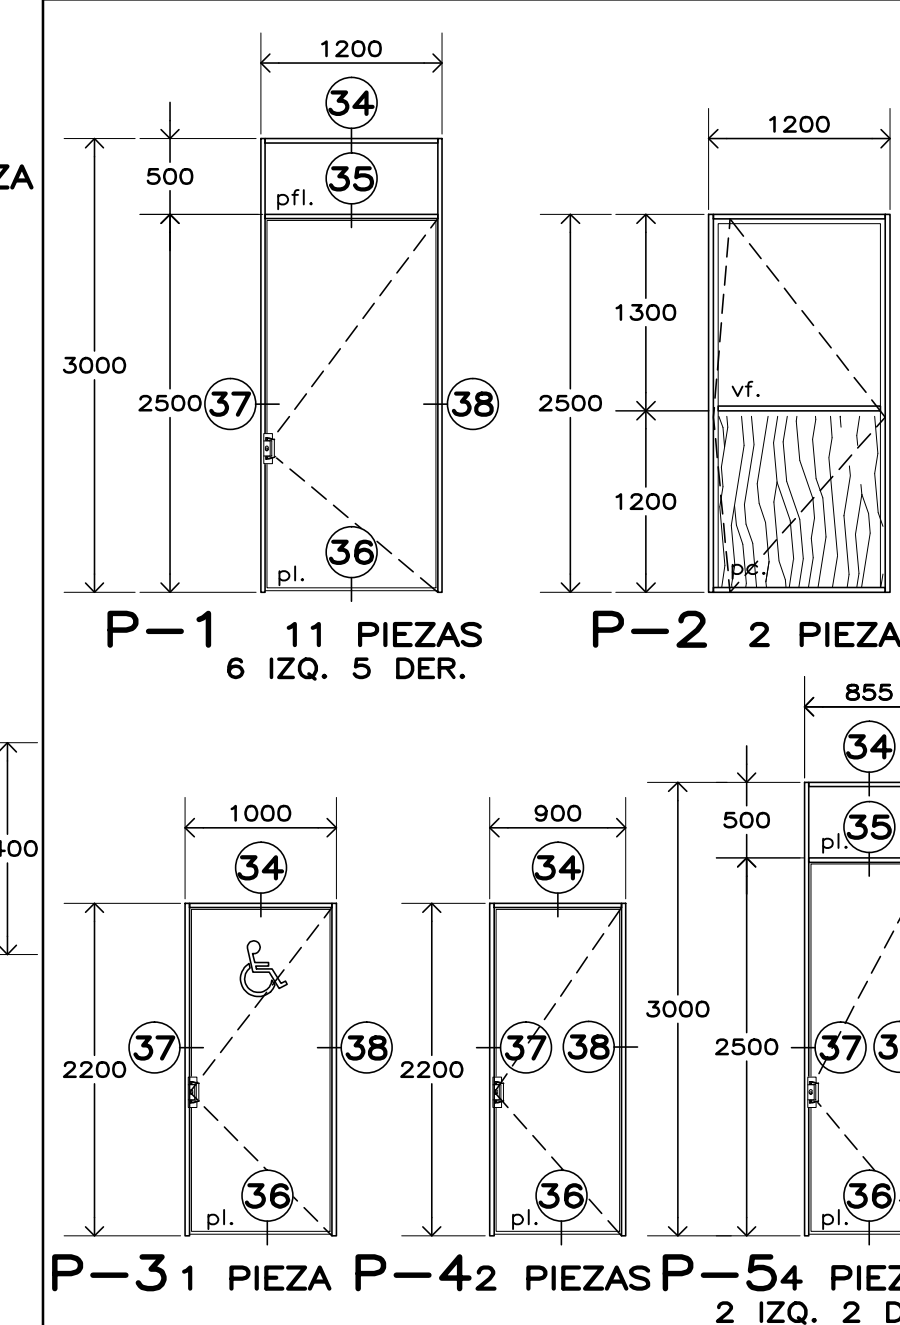 ZA
1200
34
500
35
pfl.
3000
2500
37
38
36
pl.
P-1 11 PIEZAS
6 IZQ. 5 DER.
1200
1300
vf.
2500
1200
pc.
P-2 2 PIEZA
400
1000
34
37
38
2200
36
pl.
P-3 1 PIEZA
900
34
37
38
2200
36
pl.
P-4 2 PIEZAS
855
34
500
35
pl.
3000
2500
37
3
36
pl.
P-5 4 PIEZ
2 IZQ. 2 D